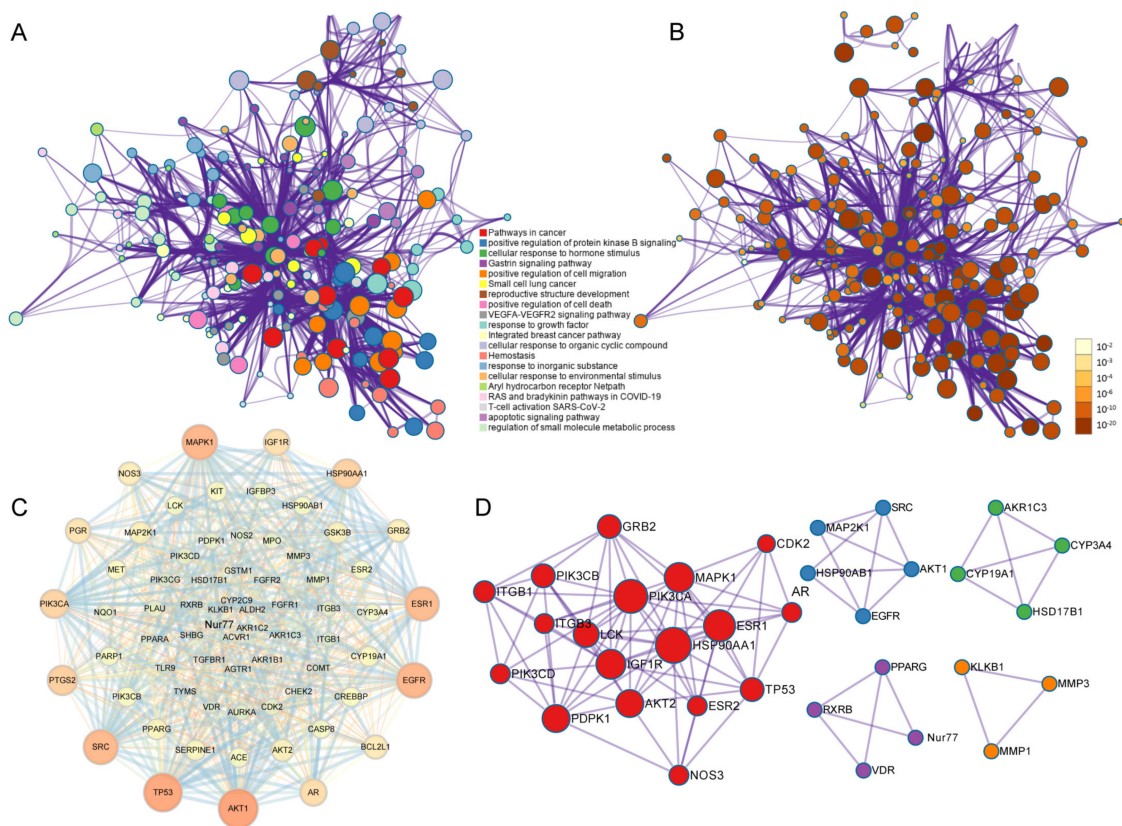 A
B
Pathways in cancer
positive regulation of protein kinase B signaling
cellular response to hormone stimulus
Gastrin signaling pathway
positive regulation of cell migration
Small cell lung cancer
reproductive structure development
positive regulation of cell death
VEGFA-VEGFR2 signaling pathway
response to growth factor
Integrated breast cancer pathway
cellular response to organic cyclic compound
Hemostasis
response to inorganic substance
cellular response to environmental stimulus
Aryl hydrocarbon receptor Netpath
RAS and bradykinin pathways in COVID-19
T-cell activation SARS-CoV-2
apoptotic signaling pathway
regulation of small molecule metabolic process
10-2
10-3
10-4
10-6
10-10
10-20
C
MAPK1
IGF1R
NOS3
HSP90AA1
KIT
IGFBP3
LCK
HSP90AB1
PGR
MAP2K1
PDPK1
NOS2
MPO
GSK3B
GRB2
PIK3CD
MMP3
MET
GSTM1
ESR2
PIK3CG
HSD17B1
FGFR2
MMP1
PIK3CA
NQO1
PLAU
RXRB
CYP2C9
KLKB1
ALDH2
FGFR1
ITGB3
CYP3A4
ESR1
Nur77
AKR1C2
PPARA
SHBG
ACVR1
AKR1C3
ITGB1
PARP1
TLR9
TGFBR1
AKR1B1
COMT
CYP19A1
PTGS2
AGTR1
EGFR
PIK3CB
TYMS
CHEK2
CREBBP
VDR
AURKA
CDK2
PPARG
CASP8
SRC
SERPINE1
ACE
AKT2
BCL2L1
TP53
AKT1
AR
D
GRB2
CDK2
PIK3CB
MAPK1
ITGB1
PIK3CA
AR
ITGB3
LCK
ESR1
HSP90AA1
PIK3CD
IGF1R
TP53
AKT2
ESR2
PDPK1
NOS3
SRC
MAP2K1
HSP90AB1
AKT1
EGFR
AKR1C3
CYP3A4
CYP19A1
HSD17B1
PPARG
RXRB
Nur77
VDR
KLKB1
MMP3
MMP1